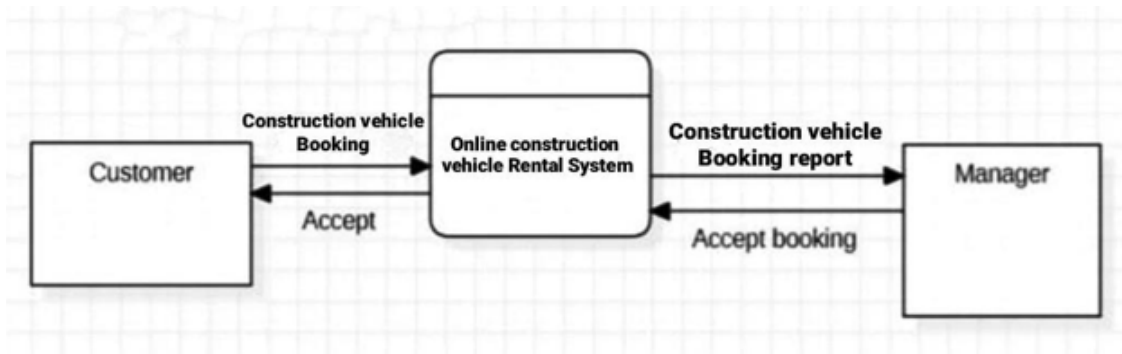 Construction vehicle
Booking
Customer
Accept
Online construction
vehicle Rental System
Construction vehicle
Booking report
Accept booking
Manager